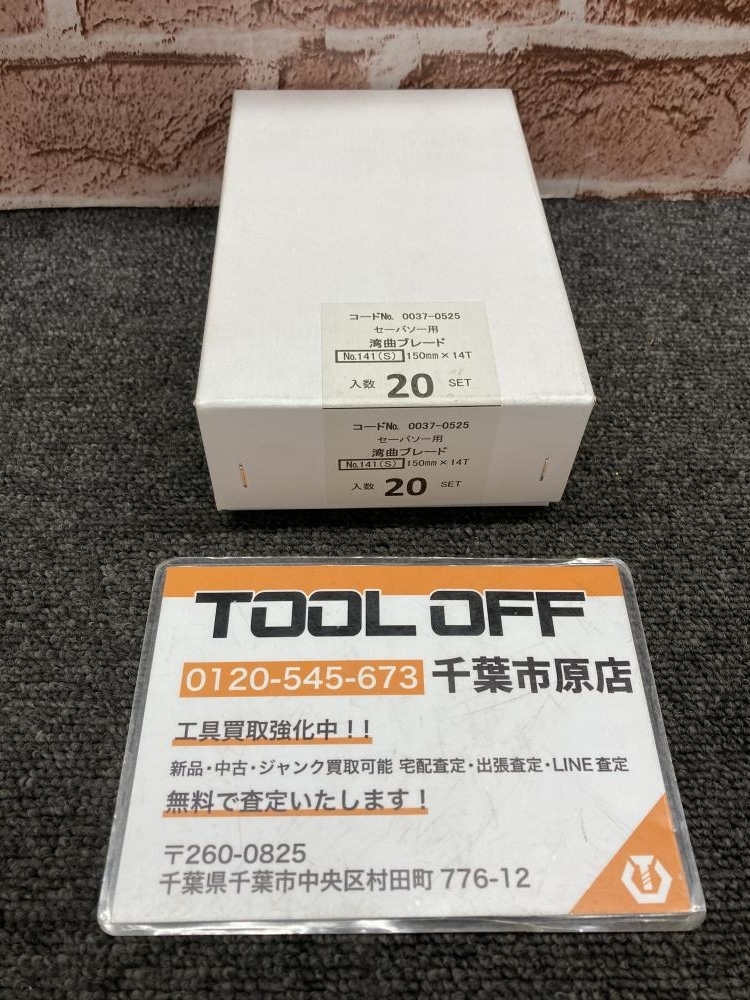 コードNo. 0037-0525
セーバソー用
湾曲ブレード
No.141(S) 150mm×14T
入数 20 SET
コードNo. 0037-0525
セーバソー用
湾曲ブレード
No.141(S) 150mm×14T
入数 20 SET
TOOL OFF
0120-545-673 千葉市原店
工具買取強化中!!
新品・中古・ジャンク買取可能 宅配査定・出張査定・LINE査定
無料で査定いたします!
〒260-0825
千葉県千葉市中央区村田町 776-12